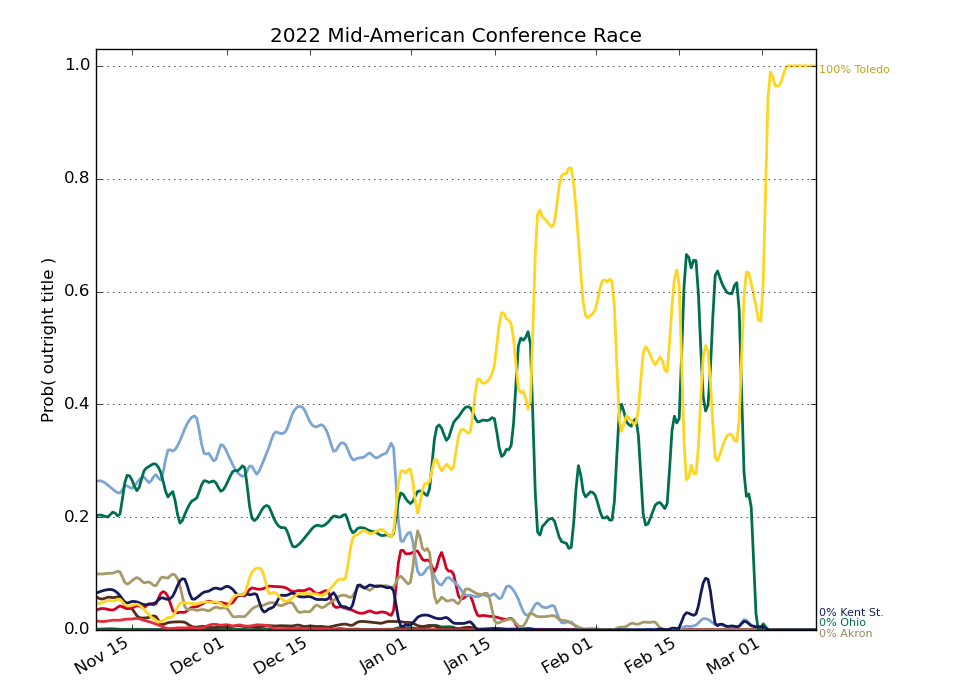 2022 Mid-American Conference Race
Prob( outright title )
1.0
0.8
0.6
0.4
0.2
0.0
Nov 15
Dec 01
Dec 15
Jan 01
Jan 15
Feb 01
Feb 15
Mar 01
100% Toledo
0% Kent St.
0% Ohio
0% Akron